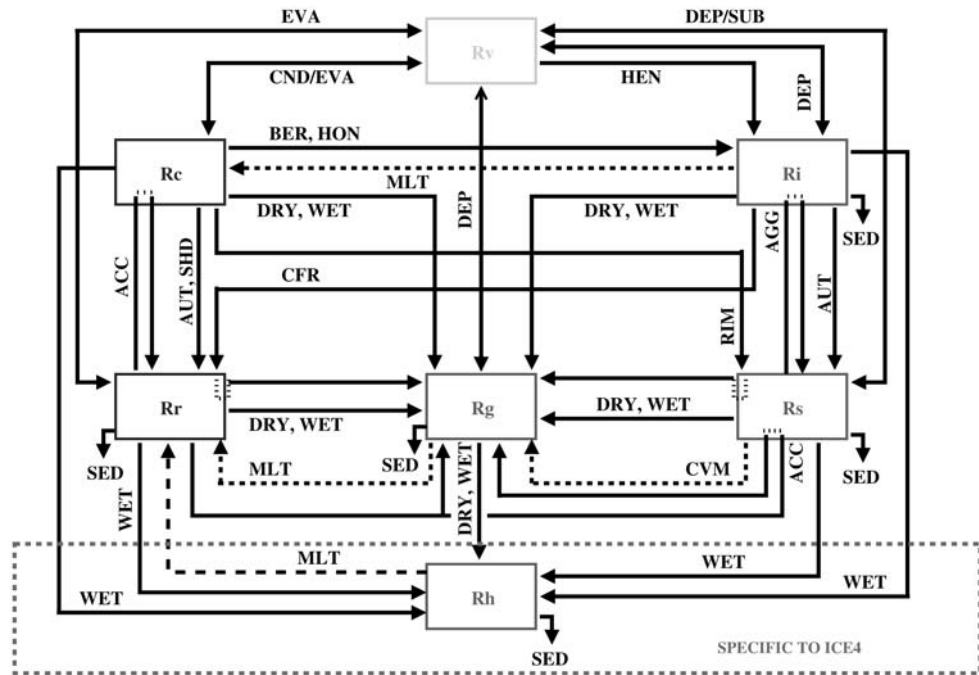 EVA
DEP/SUB
Rv
CND/EVA
HEN
DEP
BER, HON
Rc
Ri
MLT
DRY, WET
DEP
DRY, WET
SED
ACC
AUT, SHD
AGG
AUT
CFR
RIM
Rr
Rg
Rs
DRY, WET
DRY, WET
SED
MLT
SED
DRY, WET
CVM
ACC
SED
WET
MLT
WET
WET
Rh
WET
SED
SPECIFIC TO ICE4